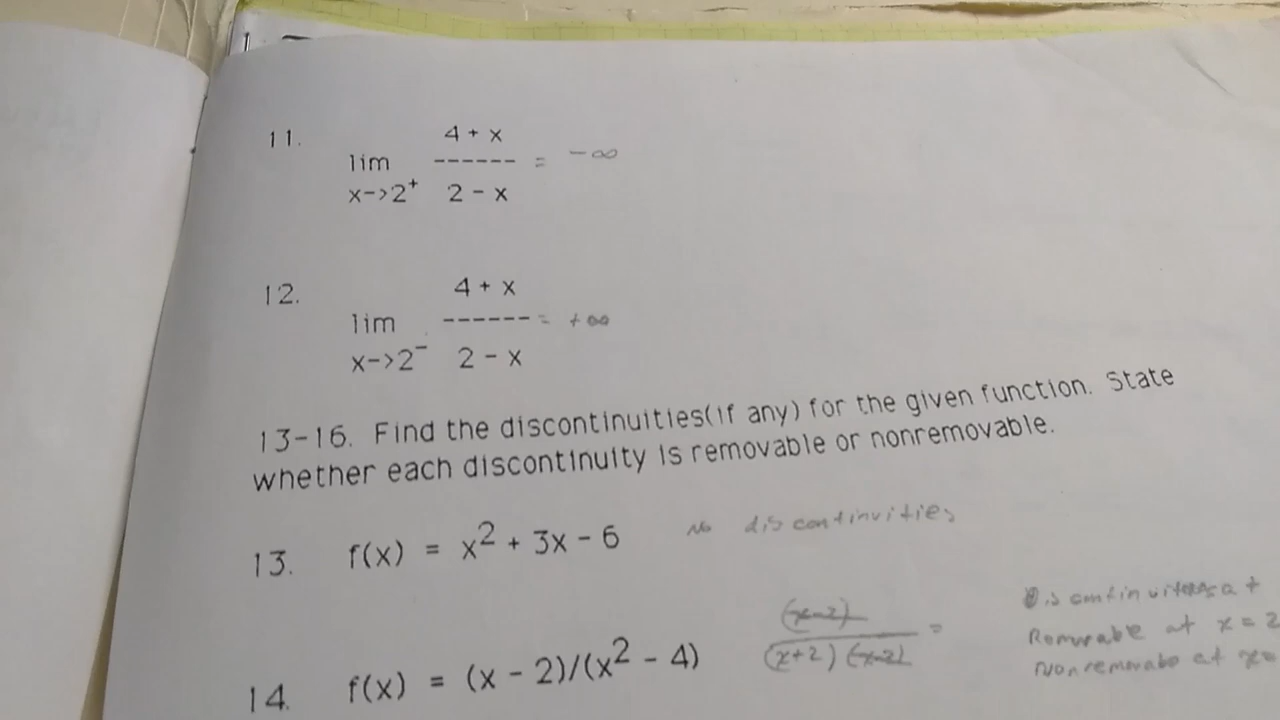 11.
lim
x->2⁺
4 + x
------
2 - x
= -∞
12.
lim
x->2⁻
4 + x
------
2 - x
= +∞
13-16. Find the discontinuities(if any) for the given function. State
whether each discontinuity is removable or nonremovable.
13. f(x) = x² + 3x - 6 No discontinuities
14. f(x) = (x - 2)/(x² - 4)
(x-2)
(x+2)(x-2)
=
at
at x = 2
at